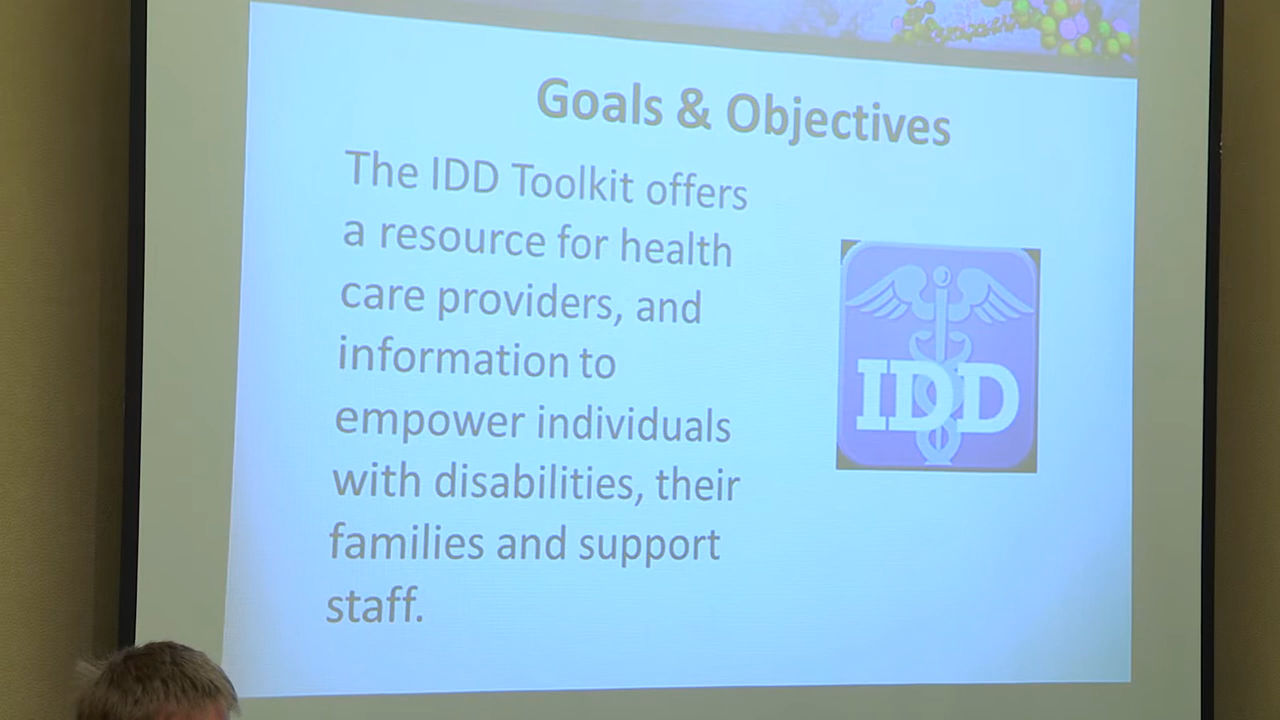 Goals & Objectives
The IDD Toolkit offers
a resource for health
care providers, and
information to
empower individuals
with disabilities, their
families and support
staff.
IDD